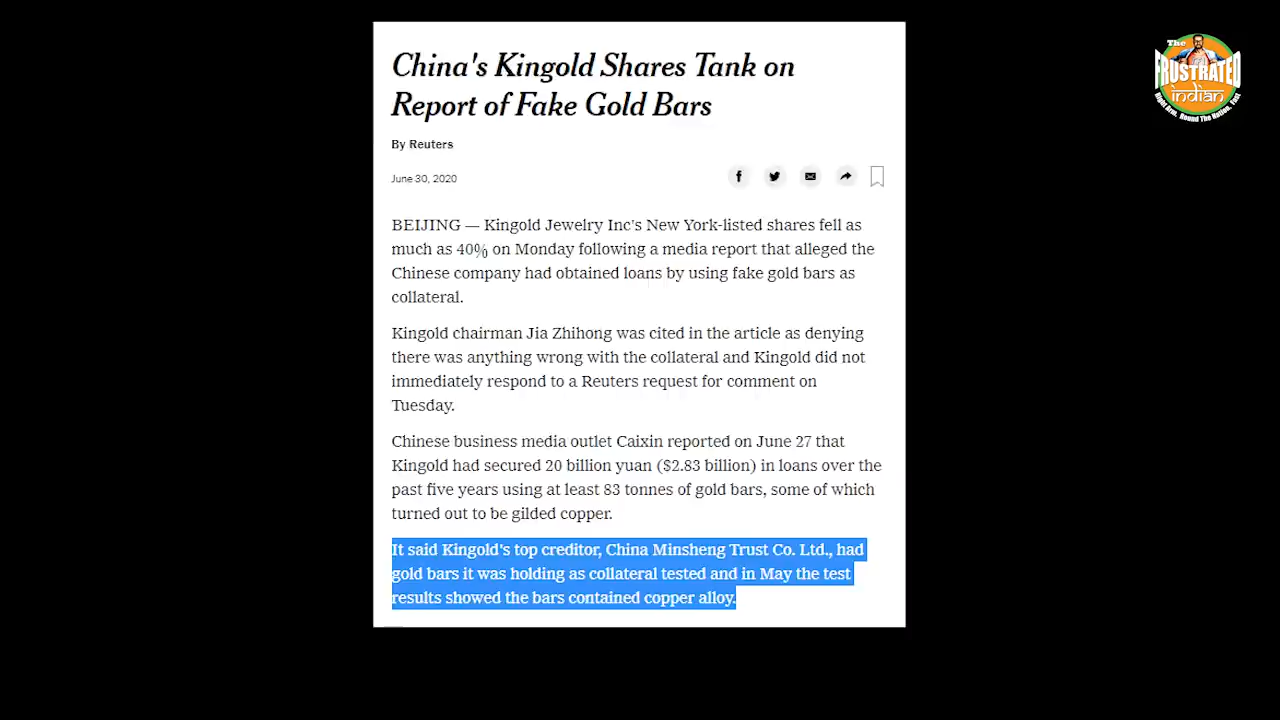 China's Kingold Shares Tank on
Report of Fake Gold Bars
By Reuters
June 30, 2020
BEIJING — Kingold Jewelry Inc's New York-listed shares fell as
much as 40% on Monday following a media report that alleged the
Chinese company had obtained loans by using fake gold bars as
collateral.
Kingold chairman Jia Zhihong was cited in the article as denying
there was anything wrong with the collateral and Kingold did not
immediately respond to a Reuters request for comment on
Tuesday.
Chinese business media outlet Caixin reported on June 27 that
Kingold had secured 20 billion yuan ($2.83 billion) in loans over the
past five years using at least 83 tonnes of gold bars, some of which
turned out to be gilded copper.
It said Kingold's top creditor, China Minsheng Trust Co. Ltd., had
gold bars it was holding as collateral tested and in May the test
results showed the bars contained copper alloy.
The
FRUSTRATED
indian
Right Arm. Round The Nation. Fast